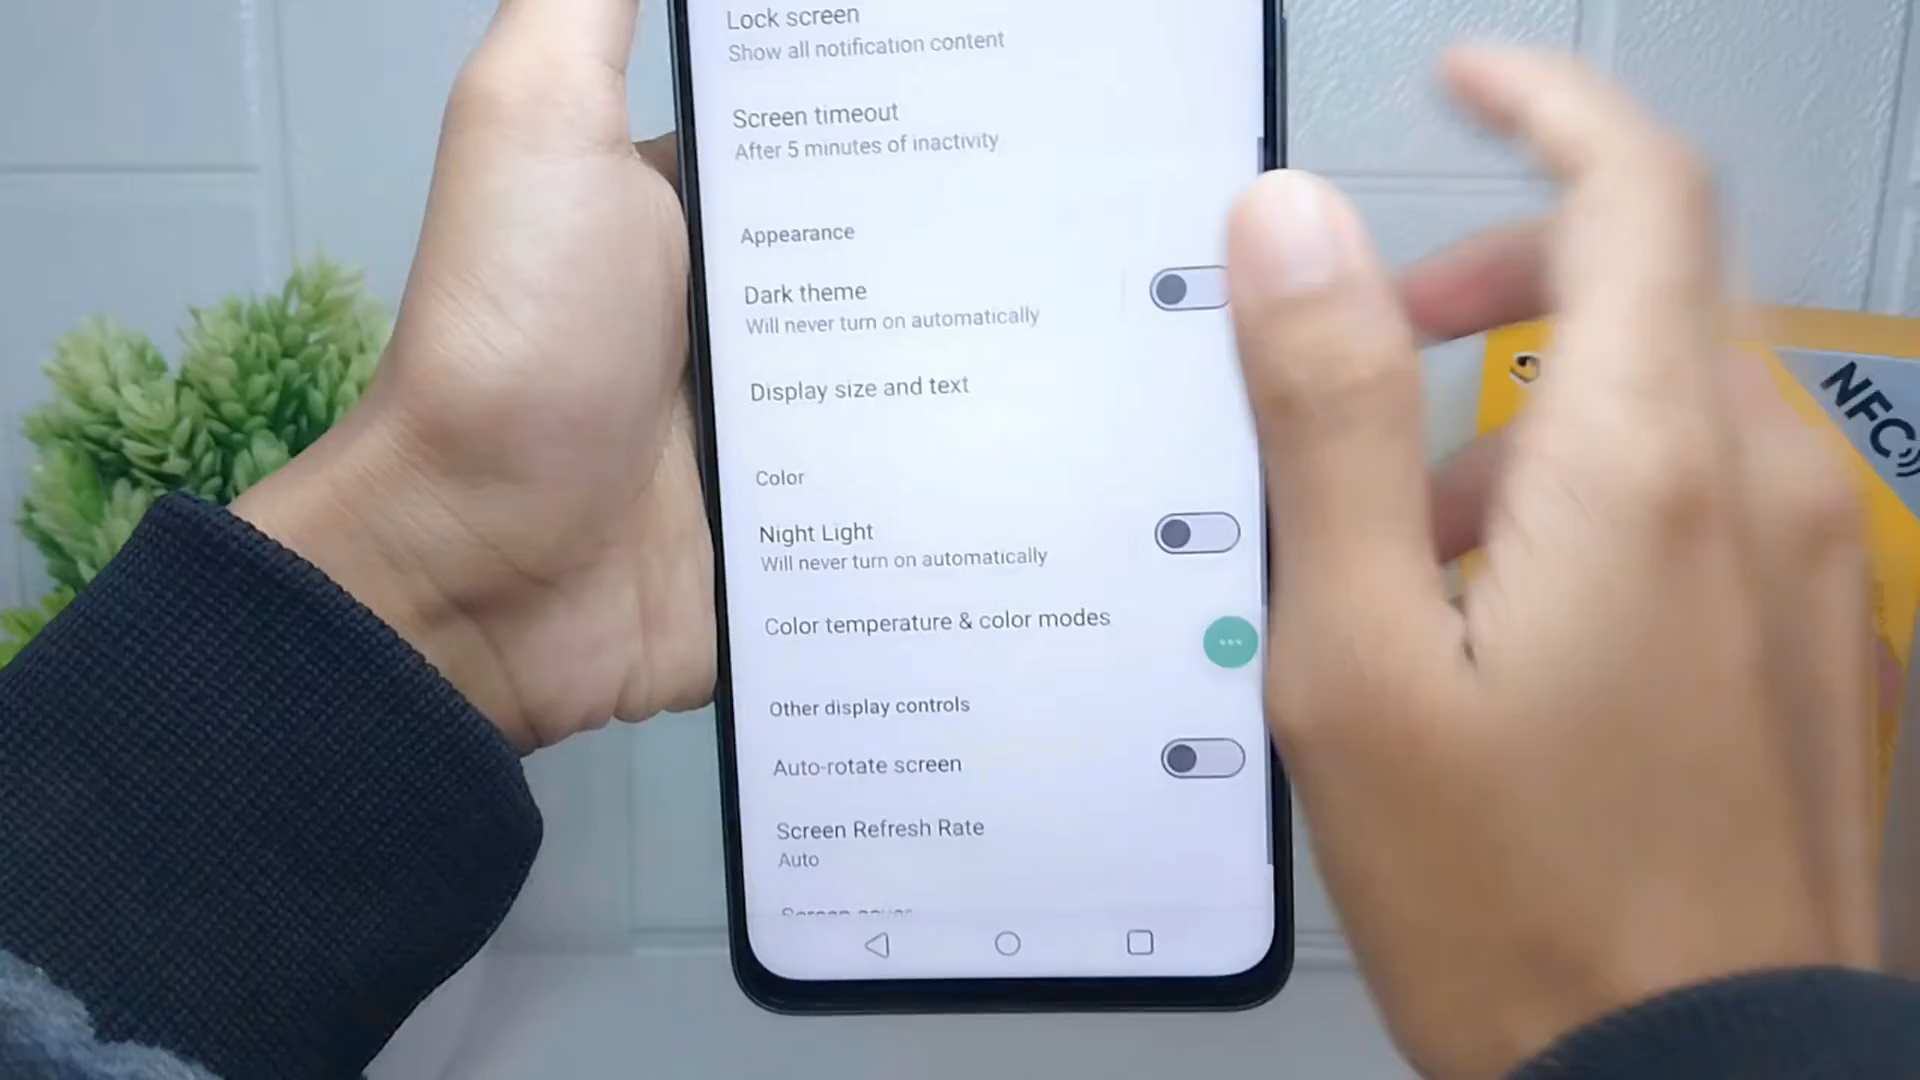 Lock screen
Show all notification content
Screen timeout
After 5 minutes of inactivity
Appearance
Dark theme
Will never turn on automatically
Display size and text
Color
Night Light
Will never turn on automatically
Color temperature & color modes
Other display controls
Auto-rotate screen
Screen Refresh Rate
Auto
NFC